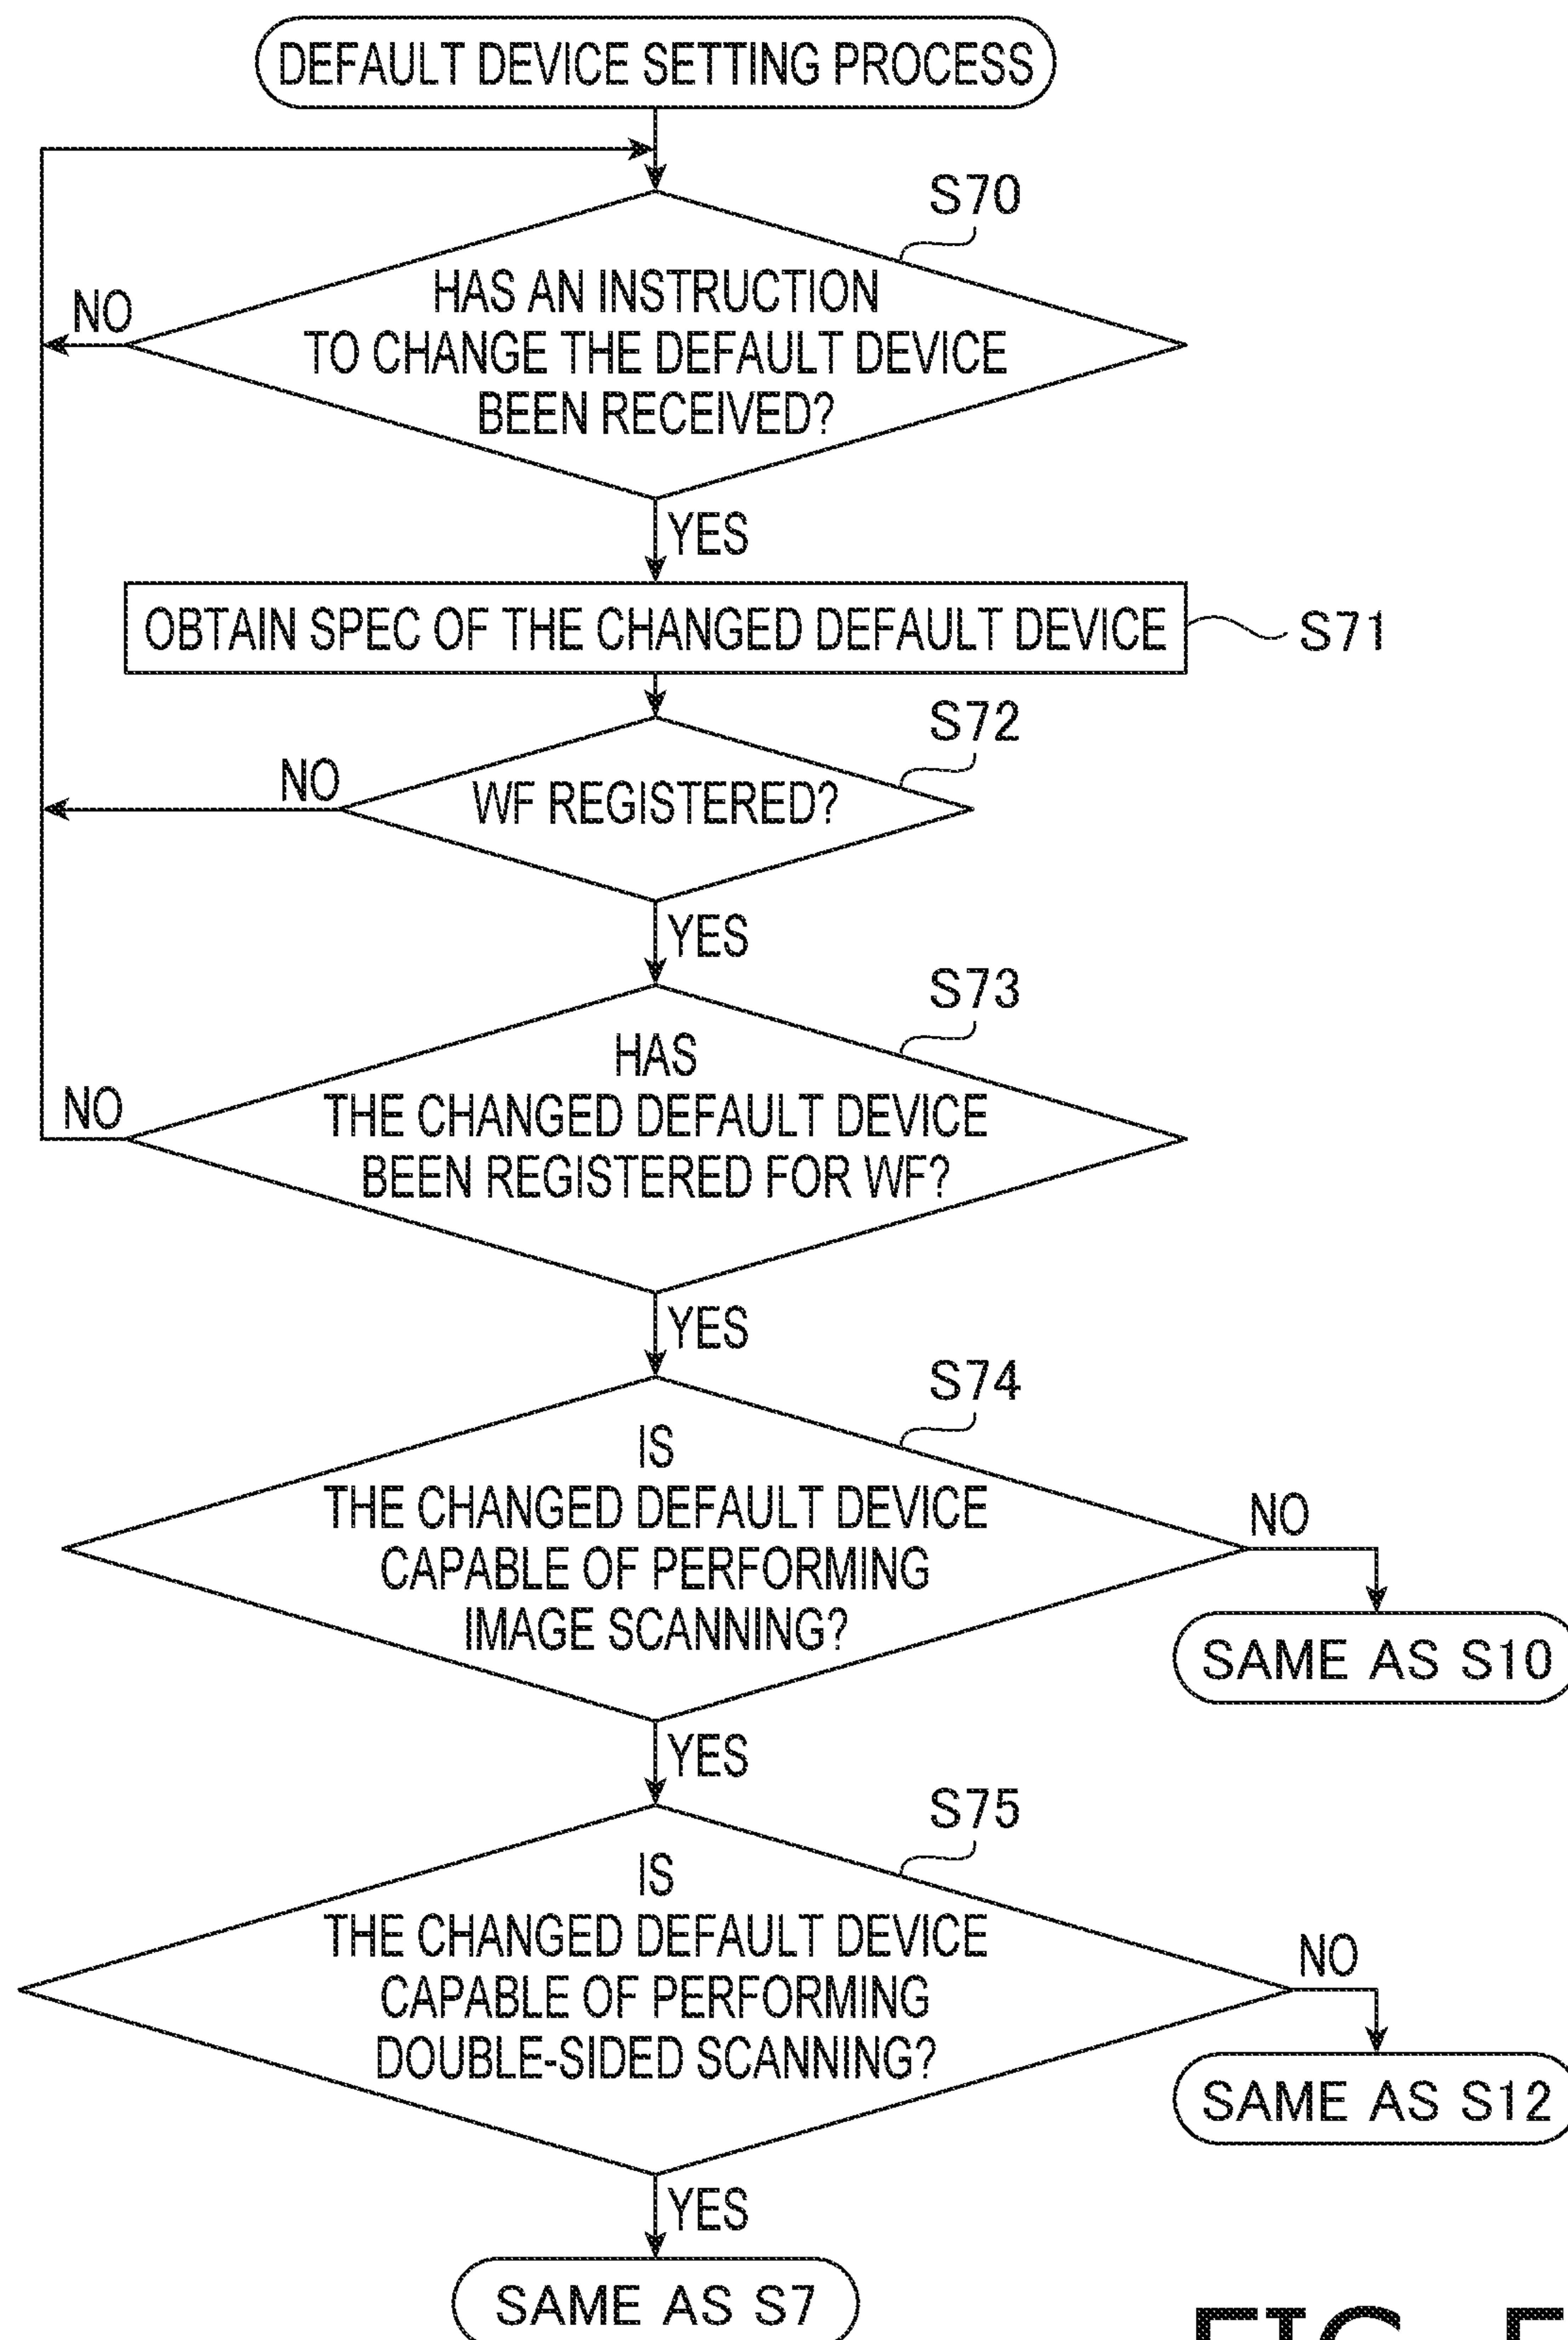 DEFAULT DEVICE SETTING PROCESS
S70
HAS AN INSTRUCTION
TO CHANGE THE DEFAULT DEVICE
BEEN RECEIVED?
NO
YES
OBTAIN SPEC OF THE CHANGED DEFAULT DEVICE
S71
S72
WF REGISTERED?
NO
YES
S73
HAS
THE CHANGED DEFAULT DEVICE
BEEN REGISTERED FOR WF?
NO
YES
S74
IS
THE CHANGED DEFAULT DEVICE
CAPABLE OF PERFORMING
IMAGE SCANNING?
NO
SAME AS S10
YES
S75
IS
THE CHANGED DEFAULT DEVICE
CAPABLE OF PERFORMING
DOUBLE-SIDED SCANNING?
NO
SAME AS S12
YES
SAME AS S7
FIG.